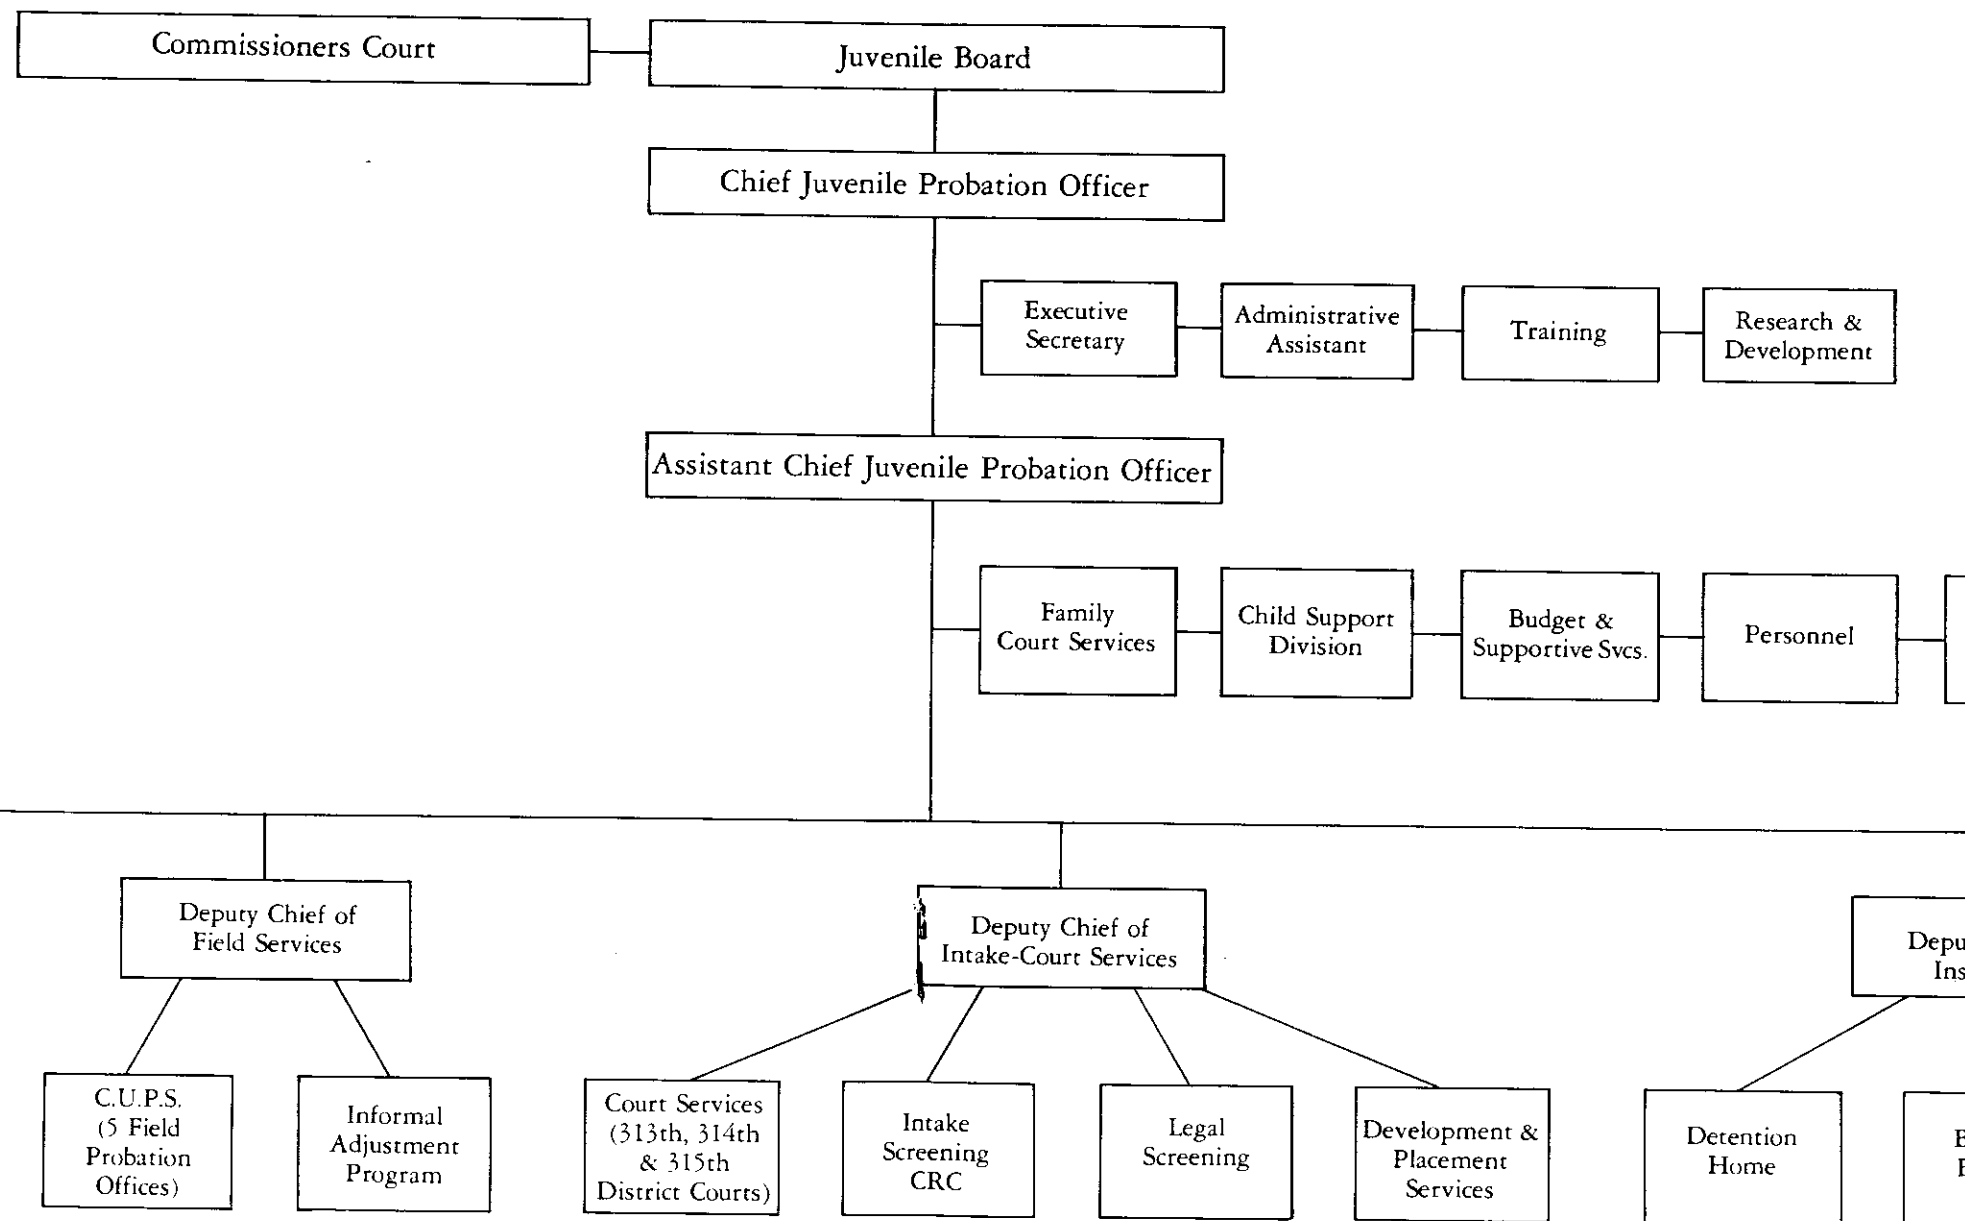 Commissioners Court
Juvenile Board
Chief Juvenile Probation Officer
Executive
Secretary
Administrative
Assistant
Training
Research &
Development
Assistant Chief Juvenile Probation Officer
Family
Court Services
Child Support
Division
Budget &
Supportive Svcs.
Personnel
Deputy Chief of
Field Services
Deputy Chief of
Intake-Court Services
C.U.P.S.
(5 Field
Probation
Offices)
Informal
Adjustment
Program
Court Services
(313th, 314th
& 315th
District Courts)
Intake
Screening
CRC
Legal
Screening
Development &
Placement
Services
Detention
Home